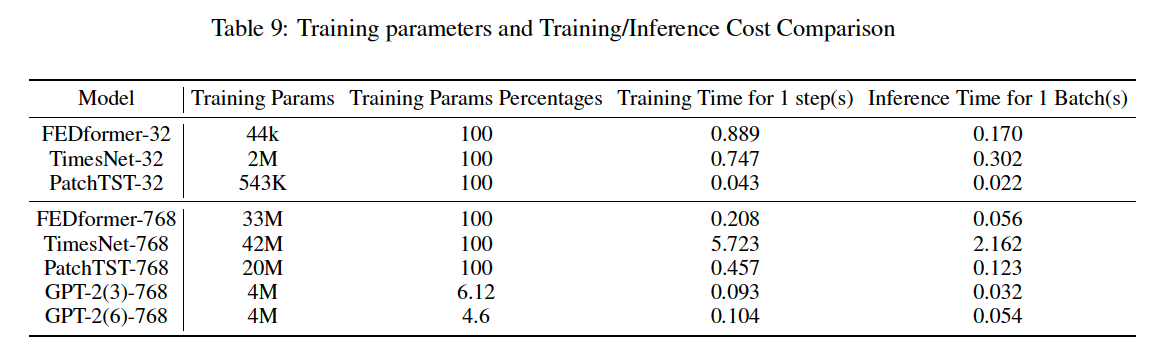 Table 9: Training parameters and Training/Inference Cost Comparison
Model Training Params Training Params Percentages Training Time for 1 step(s) Inference Time for 1 Batch(s)
FEDformer-32 44k 100 0.889 0.170
TimesNet-32 2M 100 0.747 0.302
PatchTST-32 543K 100 0.043 0.022
FEDformer-768 33M 100 0.208 0.056
TimesNet-768 42M 100 5.723 2.162
PatchTST-768 20M 100 0.457 0.123
GPT-2(3)-768 4M 6.12 0.093 0.032
GPT-2(6)-768 4M 4.6 0.104 0.054